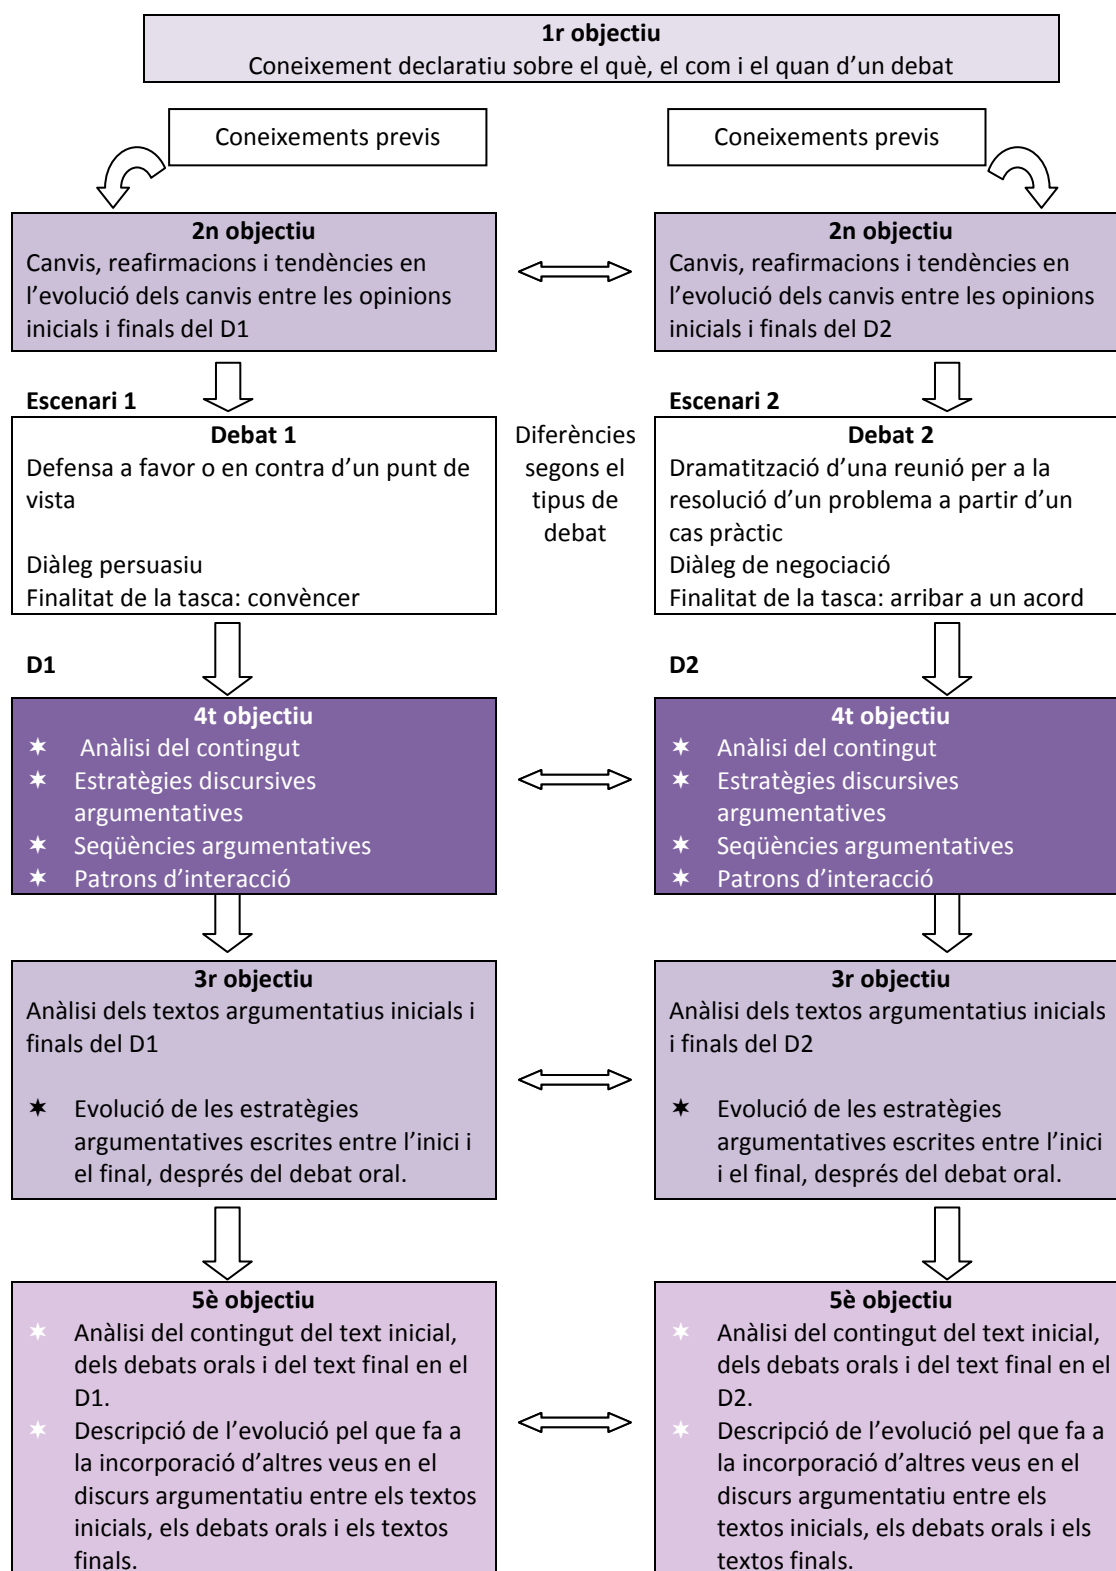 1r objectiu
Coneixement declaratiu sobre el què, el com i el quan d’un debat
Coneixements previs
Coneixements previs
2n objectiu
Canvis, reafirmacions i tendències en
l’evolució dels canvis entre les opinions
inicials i finals del D1
2n objectiu
Canvis, reafirmacions i tendències en
l’evolució dels canvis entre les opinions
inicials i finals del D2
Escenari 1
Debat 1
Defensa a favor o en contra d’un punt de
vista
Diàleg persuasiu
Finalitat de la tasca: convèncer
Diferències
segons el
tipus de
debat
Escenari 2
Debat 2
Dramatització d’una reunió per a la
resolució d’un problema a partir d’un
cas pràctic
Diàleg de negociació
Finalitat de la tasca: arribar a un acord
D1
4t objectiu
Anàlisi del contingut
Estratègies discursives
argumentatives
Seqüències argumentatives
Patrons d’interacció
D2
4t objectiu
Anàlisi del contingut
Estratègies discursives
argumentatives
Seqüències argumentatives
Patrons d’interacció
3r objectiu
Anàlisi dels textos argumentatius inicials i
finals del D1
Evolució de les estratègies
argumentatives escrites entre l’inici i
el final, després del debat oral.
3r objectiu
Anàlisi dels textos argumentatius inicials
i finals del D2
Evolució de les estratègies
argumentatives escrites entre l’inici
i el final, després del debat oral.
5è objectiu
Anàlisi del contingut del text inicial,
dels debats orals i del text final en el
D1.
Descripció de l’evolució pel que fa a
la incorporació d’altres veus en el
discurs argumentatiu entre els textos
inicials, els debats orals i els textos
finals.
5è objectiu
Anàlisi del contingut del text inicial,
dels debats orals i del text final en el
D2.
Descripció de l’evolució pel que fa a
la incorporació d’altres veus en el
discurs argumentatiu entre els
textos inicials, els debats orals i els
textos finals.